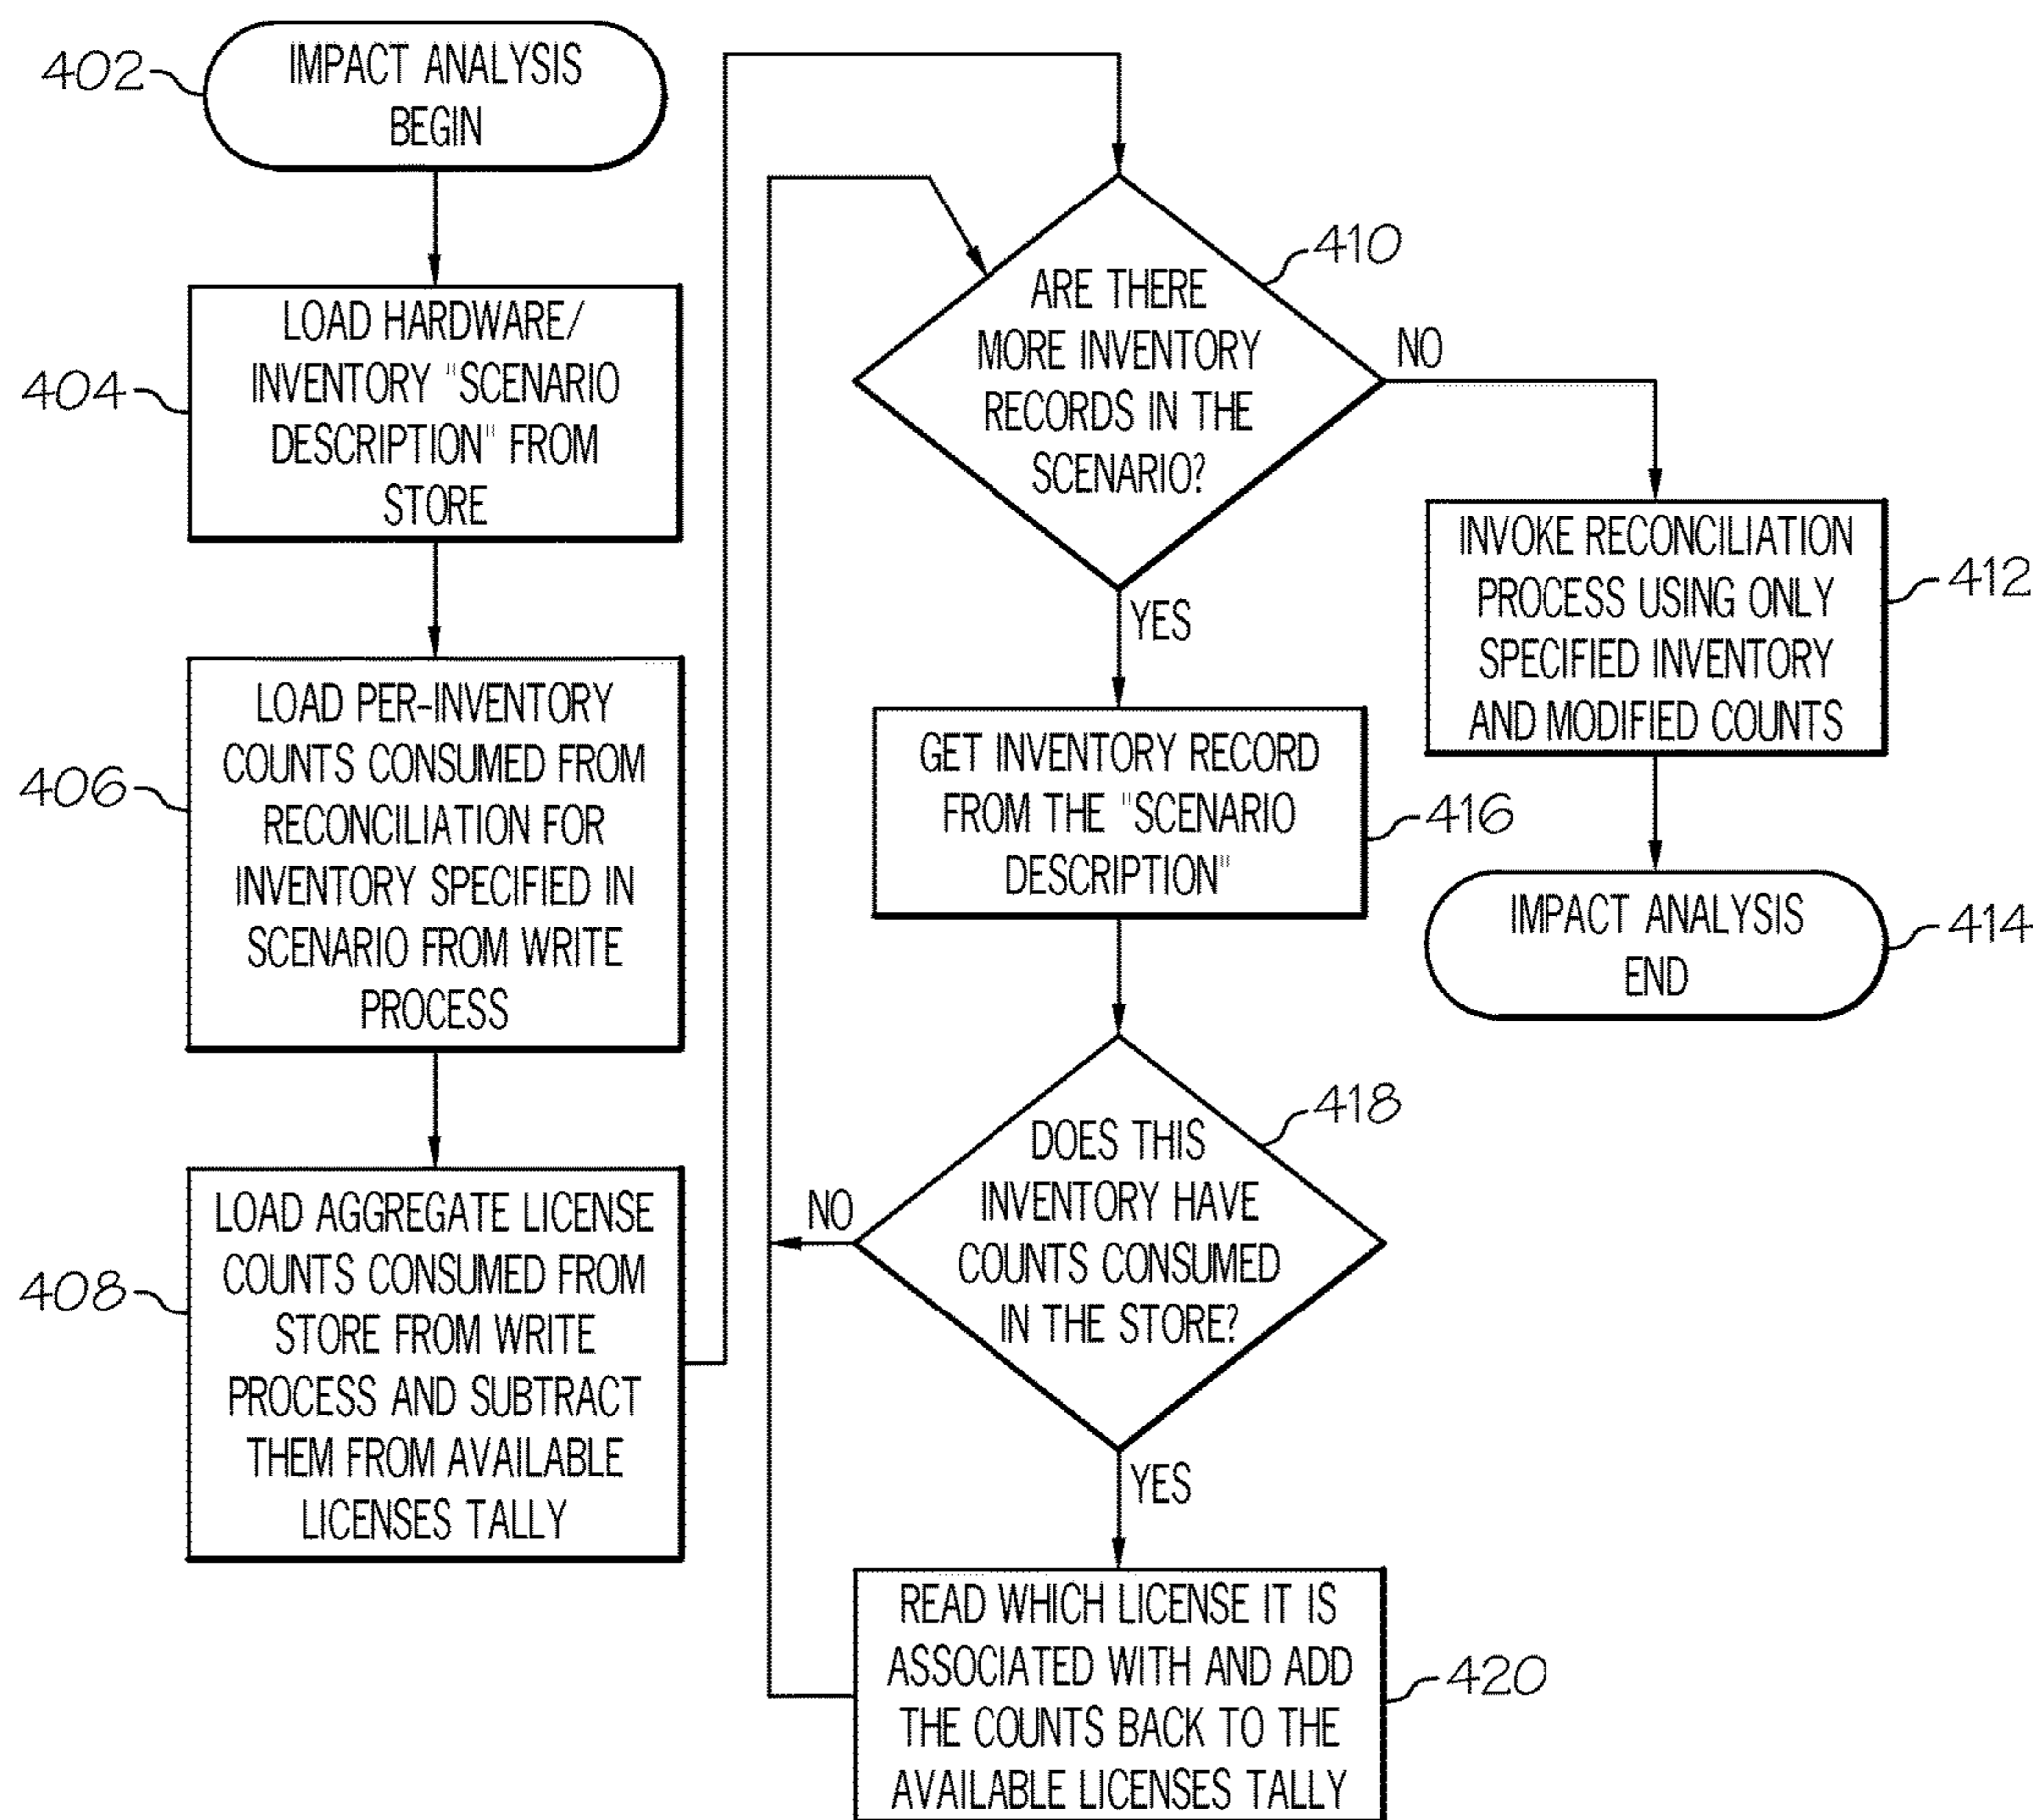 402
IMPACT ANALYSIS
BEGIN
404
LOAD HARDWARE/
INVENTORY "SCENARIO
DESCRIPTION" FROM
STORE
406
LOAD PER-INVENTORY
COUNTS CONSUMED FROM
RECONCILIATION FOR
INVENTORY SPECIFIED IN
SCENARIO FROM WRITE
PROCESS
408
LOAD AGGREGATE LICENSE
COUNTS CONSUMED FROM
STORE FROM WRITE
PROCESS AND SUBTRACT
THEM FROM AVAILABLE
LICENSES TALLY
410
ARE THERE
MORE INVENTORY
RECORDS IN THE
SCENARIO?
NO
YES
INVOKE RECONCILIATION
PROCESS USING ONLY
SPECIFIED INVENTORY
AND MODIFIED COUNTS
412
IMPACT ANALYSIS
END
414
GET INVENTORY RECORD
FROM THE "SCENARIO
DESCRIPTION"
416
418
DOES THIS
INVENTORY HAVE
COUNTS CONSUMED
IN THE STORE?
NO
YES
READ WHICH LICENSE IT IS
ASSOCIATED WITH AND ADD
THE COUNTS BACK TO THE
AVAILABLE LICENSES TALLY
420